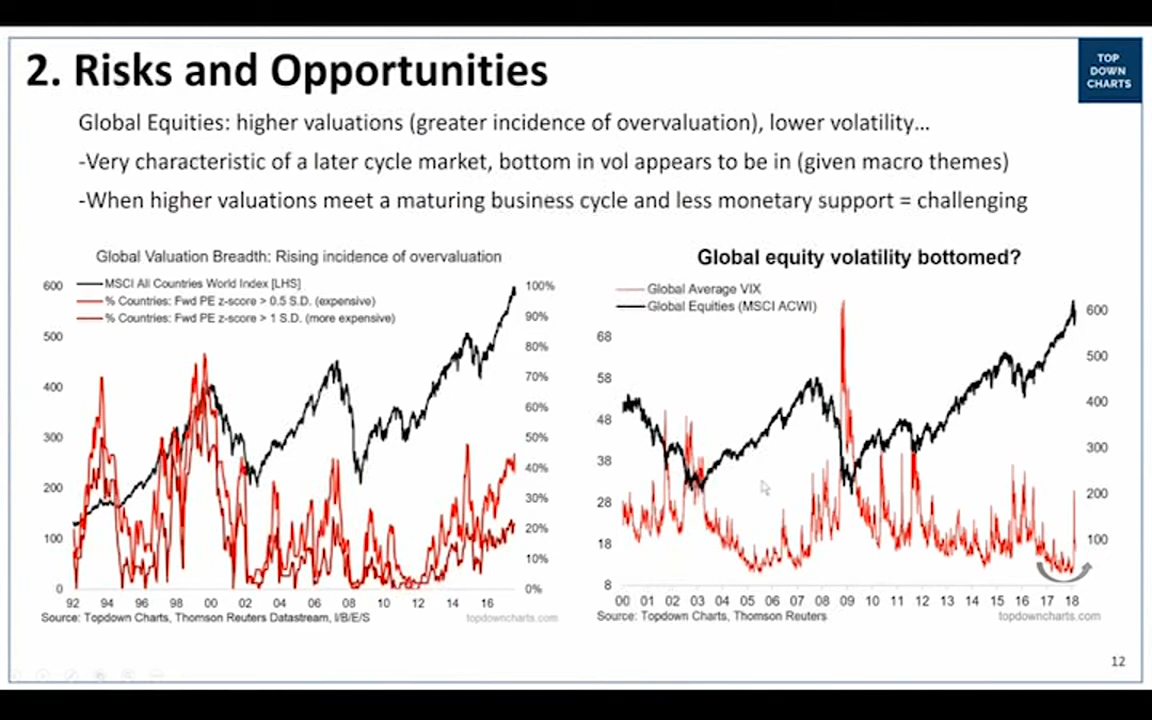 2. Risks and Opportunities
TOP
DOWN
CHARTS
Global Equities: higher valuations (greater incidence of overvaluation), lower volatility...
-Very characteristic of a later cycle market, bottom in vol appears to be in (given macro themes)
-When higher valuations meet a maturing business cycle and less monetary support = challenging
Global Valuation Breadth: Rising incidence of overvaluation
MSCI All Countries World Index [LHS]
% Countries: Fwd PE z-score > 0.5 S.D. (expensive)
% Countries: Fwd PE z-score > 1 S.D. (more expensive)
600
500
400
300
200
100
0
100%
90%
80%
70%
60%
50%
40%
30%
20%
10%
0%
92 94 96 98 00 02 04 06 08 10 12 14 16
Source: Topdown Charts, Thomson Reuters Datastream, I/B/E/S
topdowncharts.com
Global equity volatility bottomed?
Global Average VIX
Global Equities (MSCI ACWI)
68
58
48
38
28
18
8
600
500
400
300
200
100
00 01 02 03 04 05 06 07 08 09 10 11 12 13 14 15 16 17 18
Source: Topdown Charts, Thomson Reuters
topdowncharts.com
12